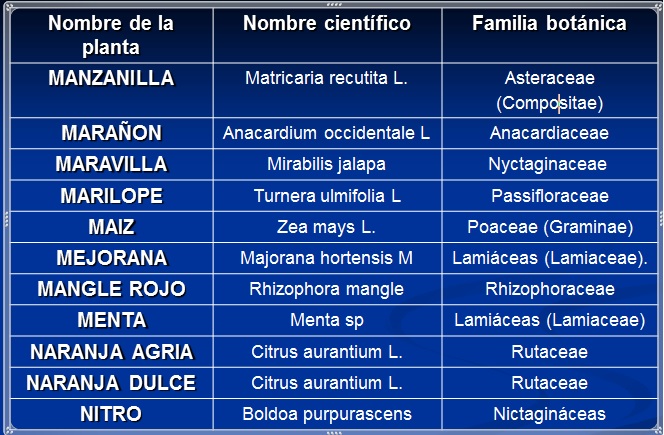 Nombre de la planta Nombre científico Familia botánica
MANZANILLA Matricaria recutita L. Asteraceae (Compositae)
MARAÑON Anacardium occidentale L Anacardiaceae
MARAVILLA Mirabilis jalapa Nyctaginaceae
MARILOPE Turnera ulmifolia L Passifloraceae
MAIZ Zea mays L. Poaceae (Graminae)
MEJORANA Majorana hortensis M Lamiáceas (Lamiaceae).
MANGLE ROJO Rhizophora mangle Rhizophoraceae
MENTA Menta sp Lamiáceas (Lamiaceae)
NARANJA AGRIA Citrus aurantium L. Rutaceae
NARANJA DULCE Citrus aurantium L. Rutaceae
NITRO Boldoa purpurascens Nictagináceas